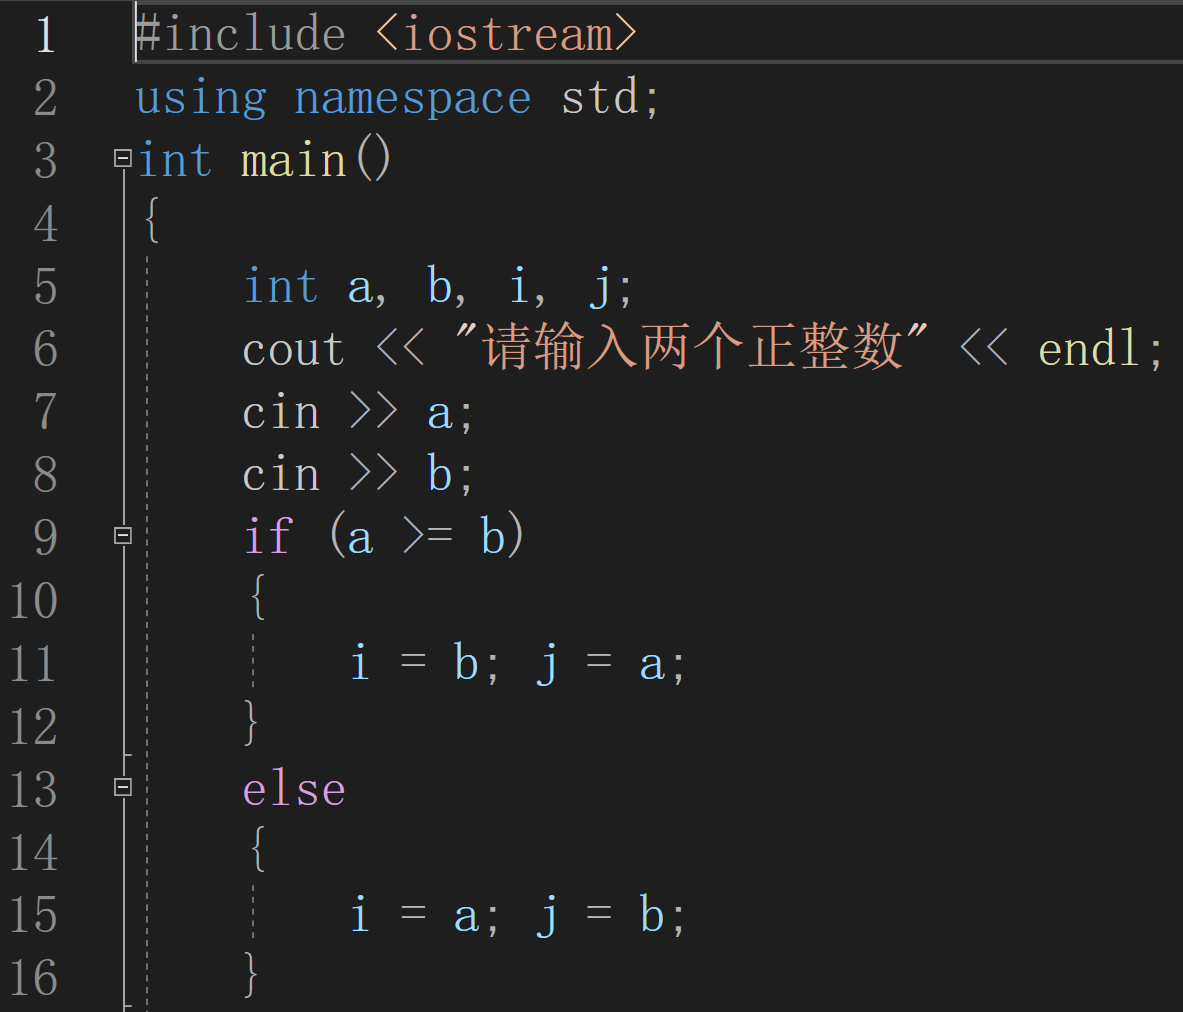 1 #include <iostream>
2 using namespace std;
3 int main()
4 {
5 int a, b, i, j;
6 cout << "请输入两个正整数" << endl;
7 cin >> a;
8 cin >> b;
9 if (a >= b)
10 {
11 i = b; j = a;
12 }
13 else
14 {
15 i = a; j = b;
16 }